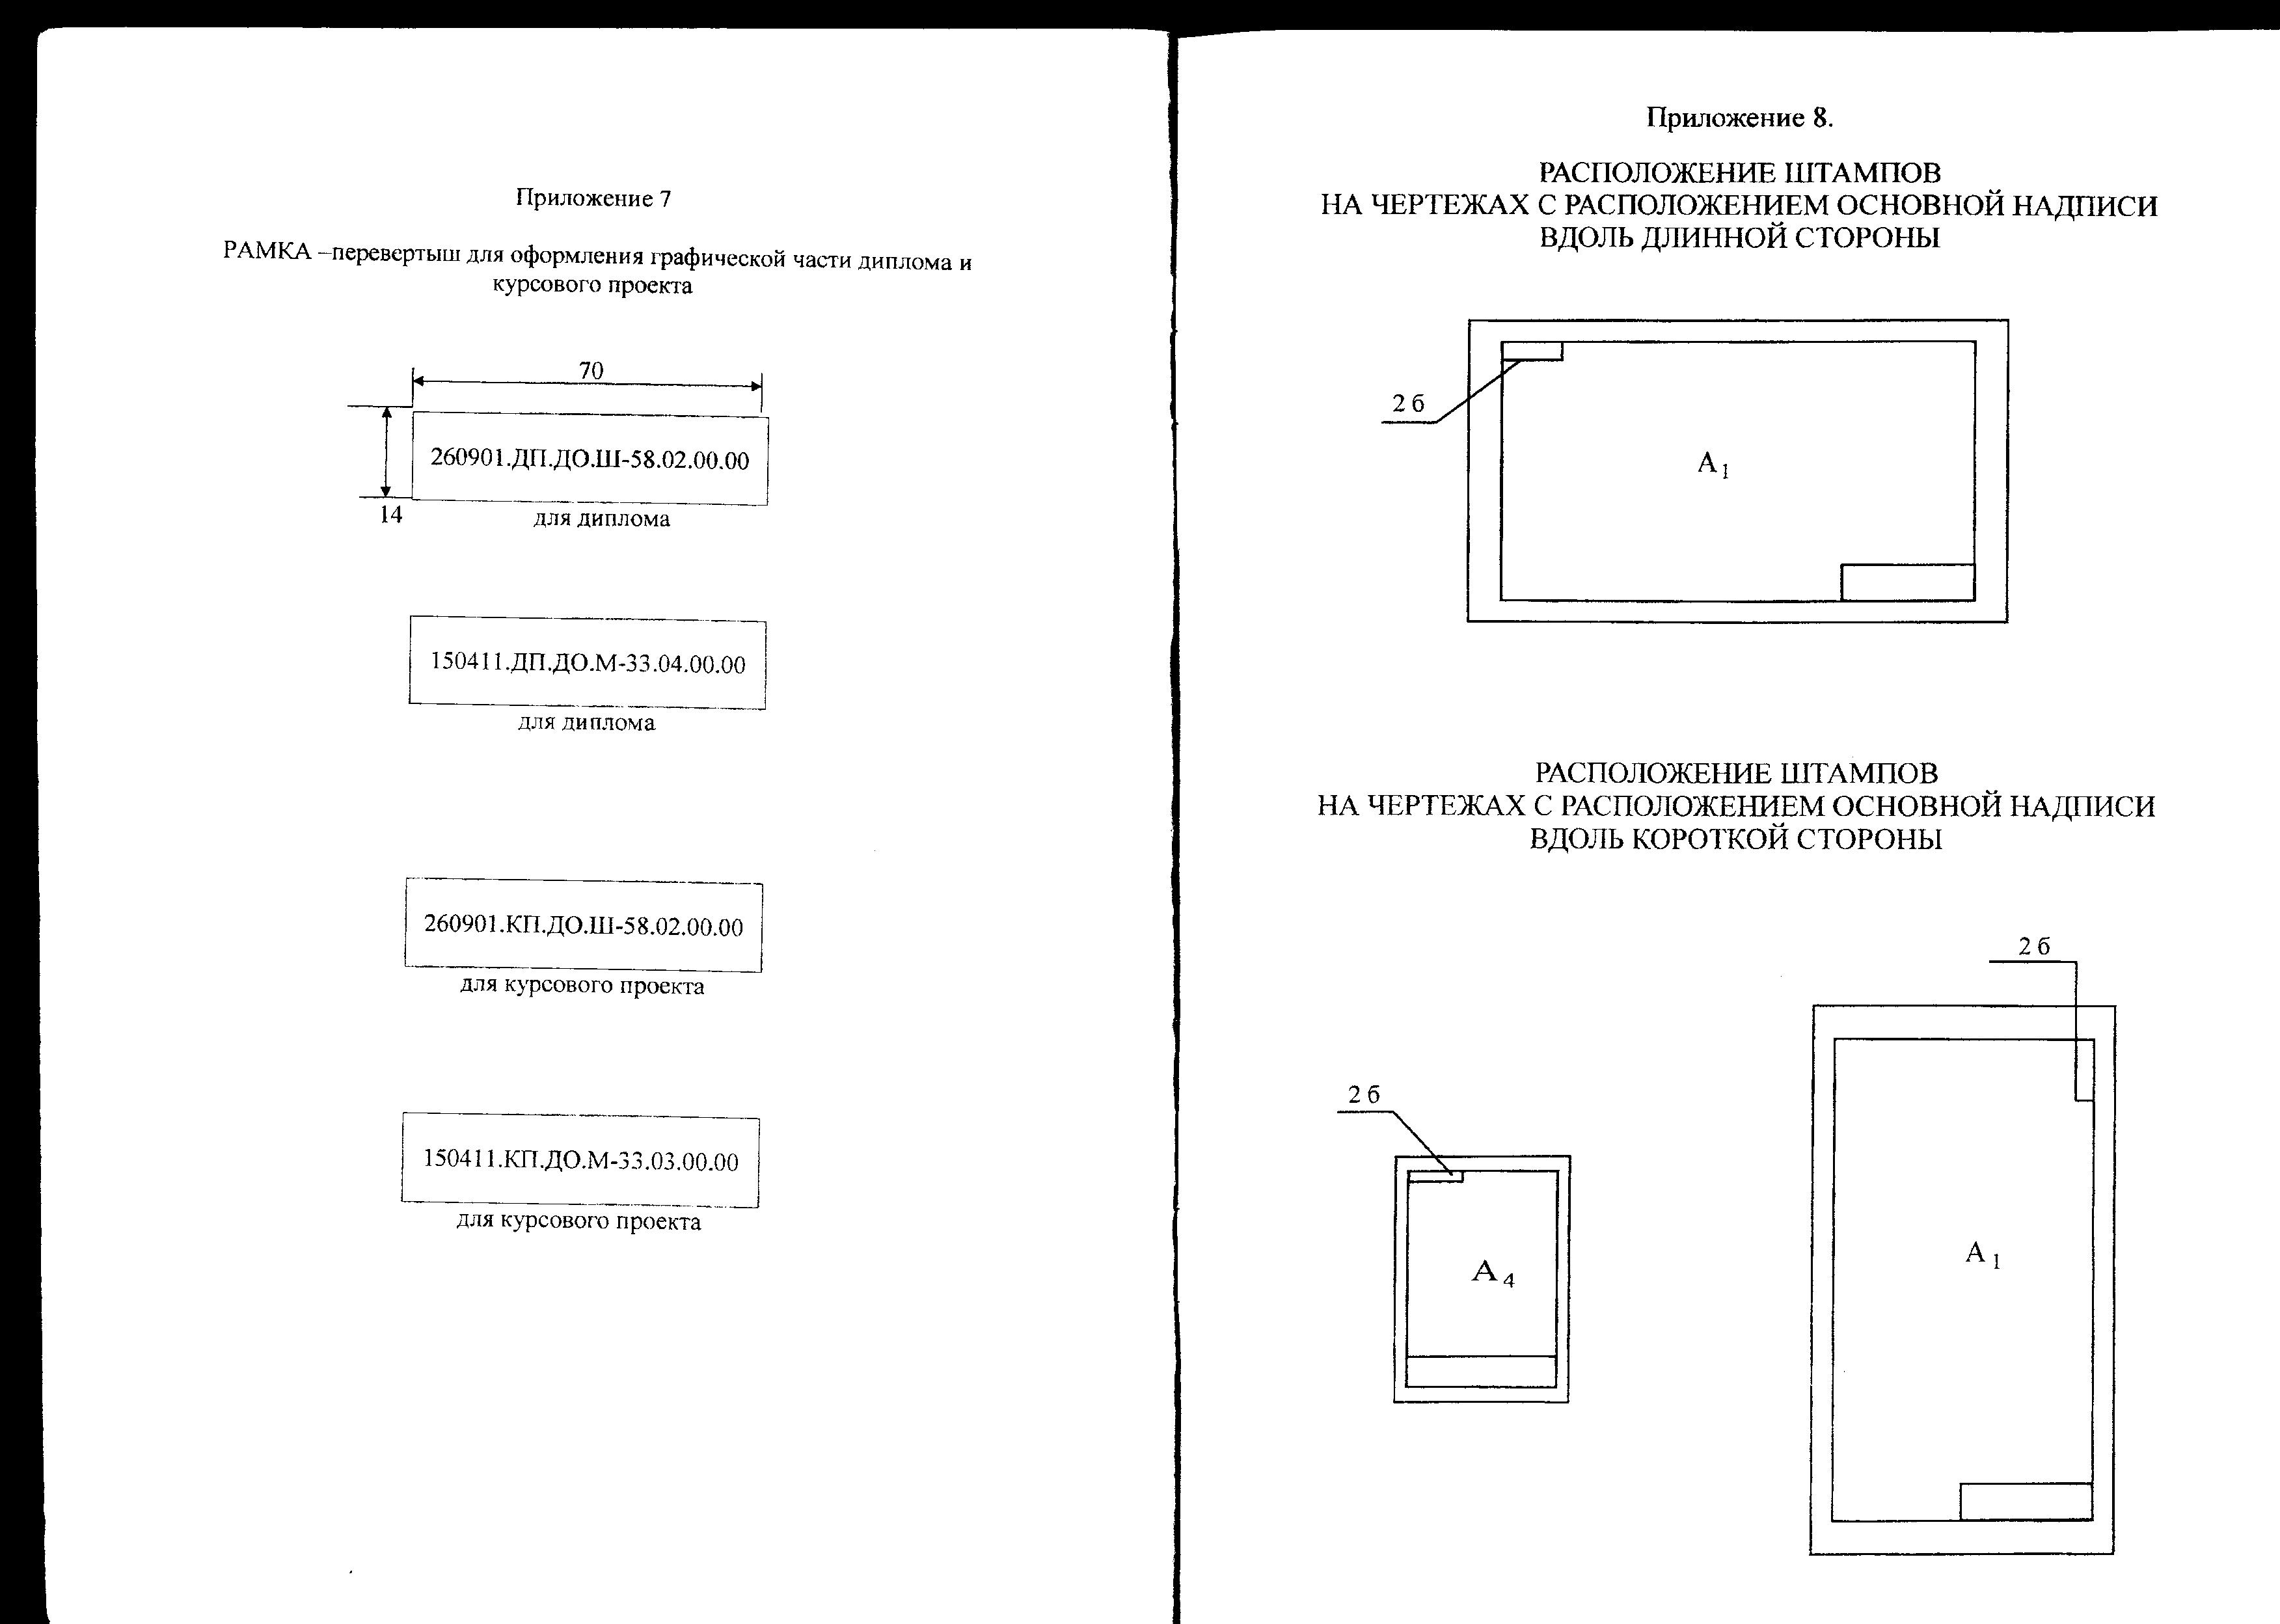 Приложение 7
РАМКА –перевертыш для оформления графической части диплома и
курсового проекта
70
260901.ДП.ДО.Ш-58.02.00.00
14
для диплома
150411.ДП.ДО.М-33.04.00.00
для диплома
260901.КП.ДО.Ш-58.02.00.00
для курсового проекта
150411.КП.ДО.М-33.03.00.00
для курсового проекта
Приложение 8.
РАСПОЛОЖЕНИЕ ШТАМПОВ
НА ЧЕРТЕЖАХ С РАСПОЛОЖЕНИЕМ ОСНОВНОЙ НАДПИСИ
ВДОЛЬ ДЛИННОЙ СТОРОНЫ
2 б
А 1
РАСПОЛОЖЕНИЕ ШТАМПОВ
НА ЧЕРТЕЖАХ С РАСПОЛОЖЕНИЕМ ОСНОВНОЙ НАДПИСИ
ВДОЛЬ КОРОТКОЙ СТОРОНЫ
2 б
2 б
А 4
А 1